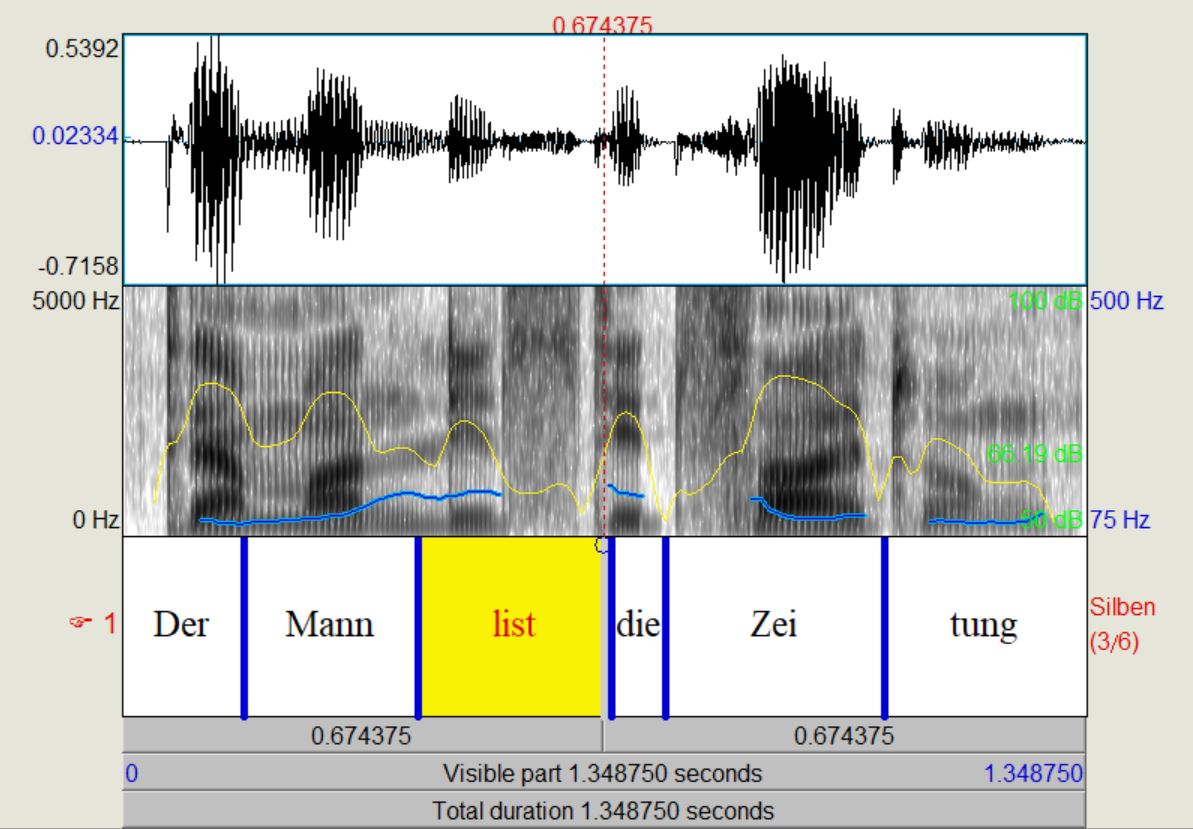 0.674375
0.5392
0.02334
-0.7158
5000 Hz 100 dB 500 Hz
66.19 dB
0 Hz 50 dB 75 Hz
☞ 1 Der Mann list die Zei tung Silben
(3/6)
0.674375 0.674375
0 Visible part 1.348750 seconds 1.348750
Total duration 1.348750 seconds